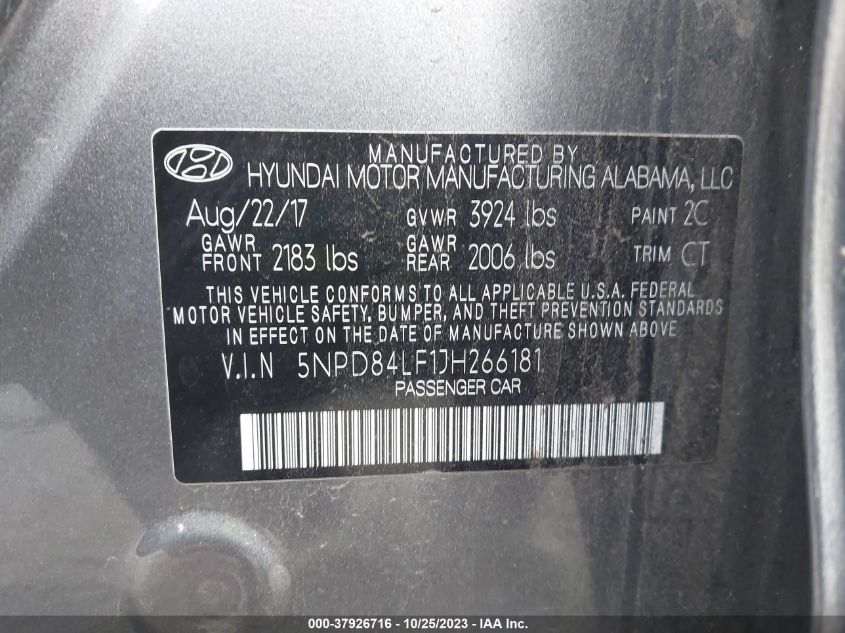 MANUFACTURED BY
HYUNDAI MOTOR MANUFACTURING ALABAMA, LLC
Aug/22/17 GVWR 3924 lbs PAINT 2C
GAWR FRONT 2183 lbs GAWR REAR 2006 lbs TRIM CT
THIS VEHICLE CONFORMS TO ALL APPLICABLE U.S.A. FEDERAL
MOTOR VEHICLE SAFETY, BUMPER, AND THEFT PREVENTION STANDARDS
IN EFFECT ON THE DATE OF MANUFACTURE SHOWN ABOVE
V.I.N 5NPD84LF1JH266181
PASSENGER CAR
000-37926716 - 10/25/2023 - COPYRIGHT IAA, LLC.